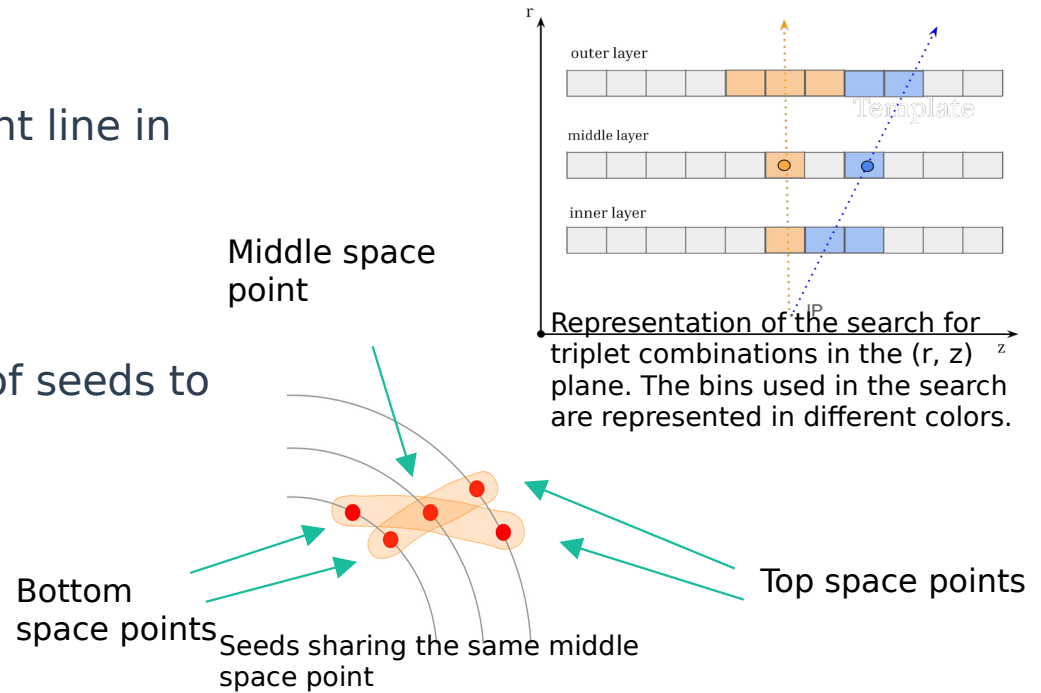 nt line in
of seeds to
r
outer layer
Template
middle layer
inner layer
IP
z
Representation of the search for
triplet combinations in the (r, z)
plane. The bins used in the search
are represented in different colors.
Middle space
point
Bottom
space points
Top space points
Seeds sharing the same middle
space point